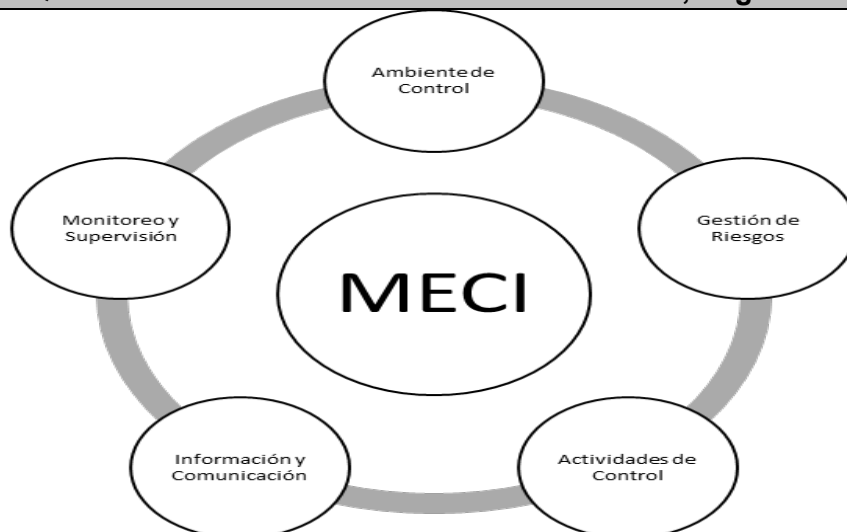 Ambiente de
Control
Gestión de
Riesgos
Actividades de
Control
Información y
Comunicación
Monitoreo y
Supervisión
MECI